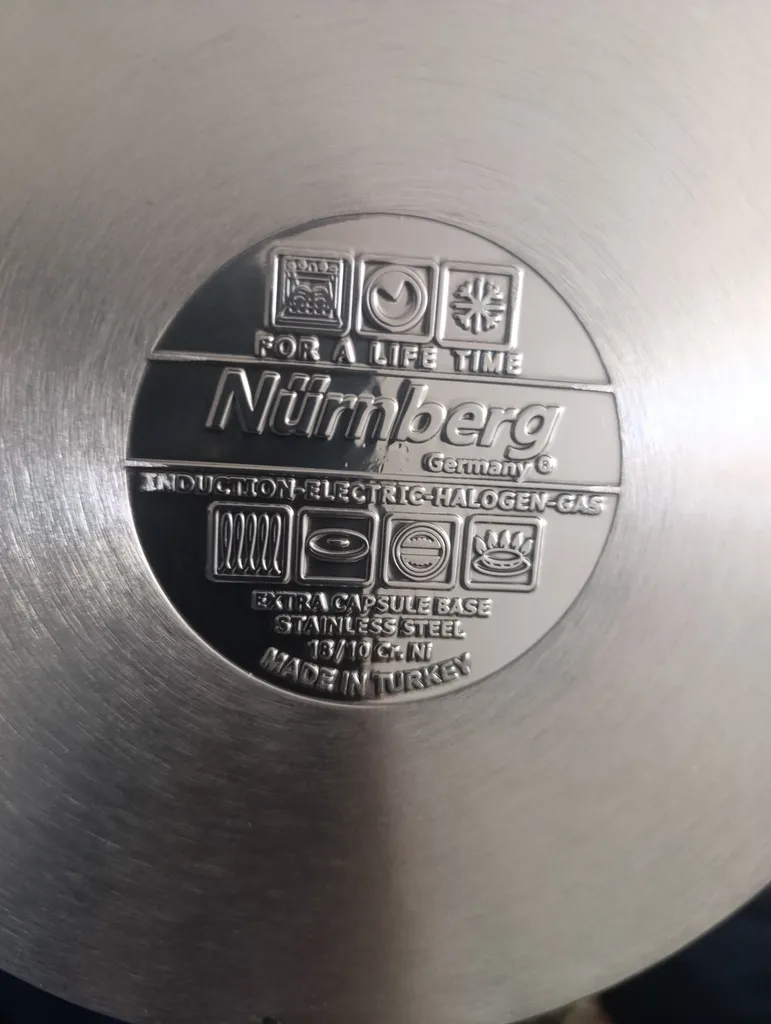 FOR A LIFE TIME
Nürnberg
Germany ®
INDUCTION-ELECTRIC-HALOGEN-GAS
EXTRA CAPSULE BASE
STAINLESS STEEL
18/10 Cr. Ni
MADE IN TURKEY